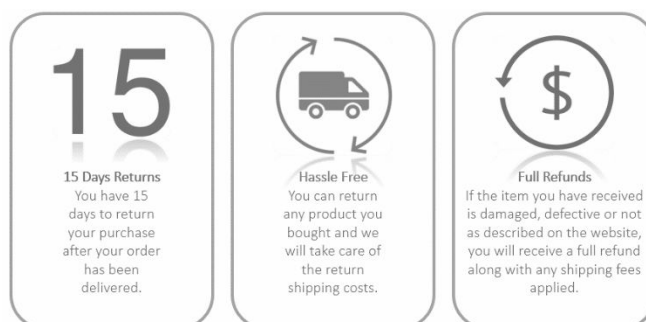 15
15 Days Returns
You have 15
days to return
your purchase
after your order
has been
delivered.
Hassle Free
You can return
any product you
bought and we
will take care of
the return
shipping costs.
$
Full Refunds
If the item you have received
is damaged, defective or not
as described on the website,
you will receive a full refund
along with any shipping fees
applied.